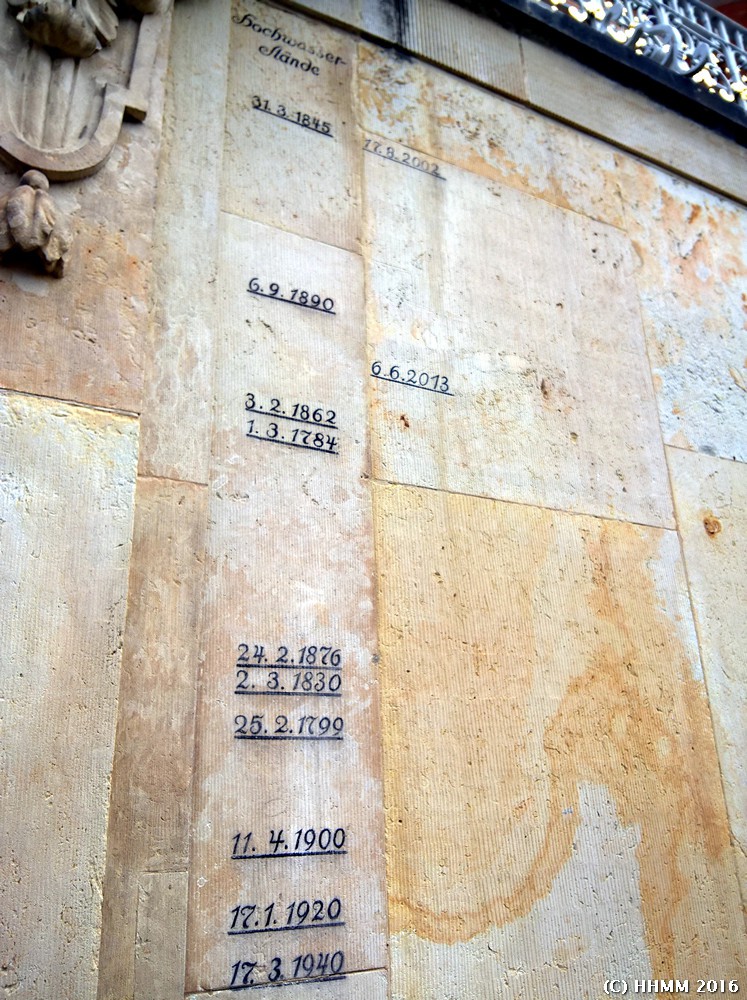 Hochwasser-
stände
31. 3. 1845
17. 8. 2002
6. 9. 1890
6. 6. 2013
3. 2. 1862
1. 3. 1784
24. 2. 1876
2. 3. 1830
25. 2. 1799
11. 4. 1900
17. 1. 1920
17. 3. 1940
(C) HHMM 2016